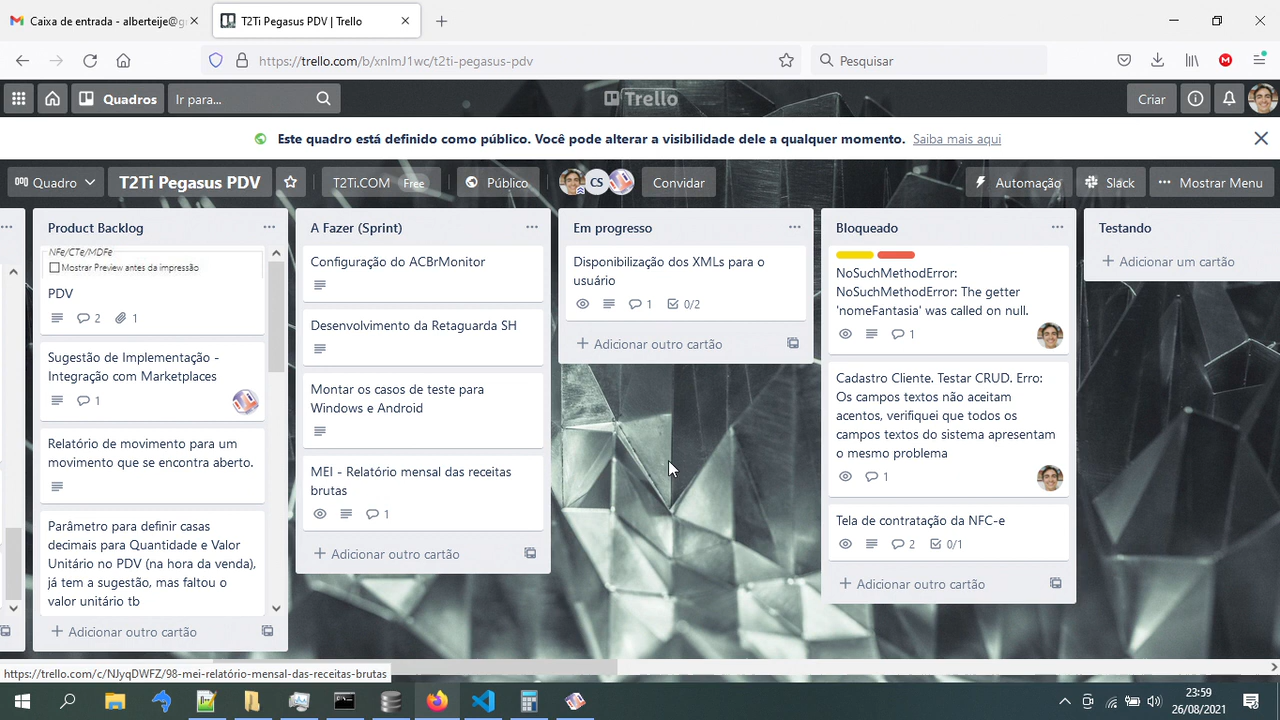 Caixa de entrada - alberteije@g
T2Ti Pegasus PDV | Trello
https://trello.com/b/xnImJ1wc/t2ti-pegasus-pdv
Pesquisar
Quadros
Ir para...
Trello
Criar
Este quadro está definido como público. Você pode alterar a visibilidade dele a qualquer momento. Saiba mais aqui
Quadro
T2Ti Pegasus PDV
T2Ti.COM Free
Público
CS
Convidar
Automação
Slack
Mostrar Menu
Product Backlog
NFe/CTe/MDFe
Mostrar Preview antes da impressão
PDV
2
1
Sugestão de Implementação -
Integração com Marketplaces
1
Relatório de movimento para um
movimento que se encontra aberto.
Parâmetro para definir casas
decimais para Quantidade e Valor
Unitário no PDV (na hora da venda),
já tem a sugestão, mas faltou o
valor unitário tb
Adicionar outro cartão
A Fazer (Sprint)
Configuração do ACBrMonitor
Desenvolvimento da Retaguarda SH
Montar os casos de teste para
Windows e Android
MEI - Relatório mensal das receitas
brutas
1
Adicionar outro cartão
Em progresso
Disponibilização dos XMLs para o
usuário
1
0/2
Adicionar outro cartão
Bloqueado
NoSuchMethodError:
NoSuchMethodError: The getter
'nomeFantasia' was called on null.
1
Cadastro Cliente. Testar CRUD. Erro:
Os campos textos não aceitam
acentos, verifiquei que todos os
campos textos do sistema apresentam
o mesmo problema
1
Tela de contratação da NFC-e
2
0/1
Adicionar outro cartão
Testando
Adicionar um cartão
https://trello.com/c/NJyqDWFZ/98-mei-relatório-mensal-das-receitas-brutas
23:59
26/08/2021